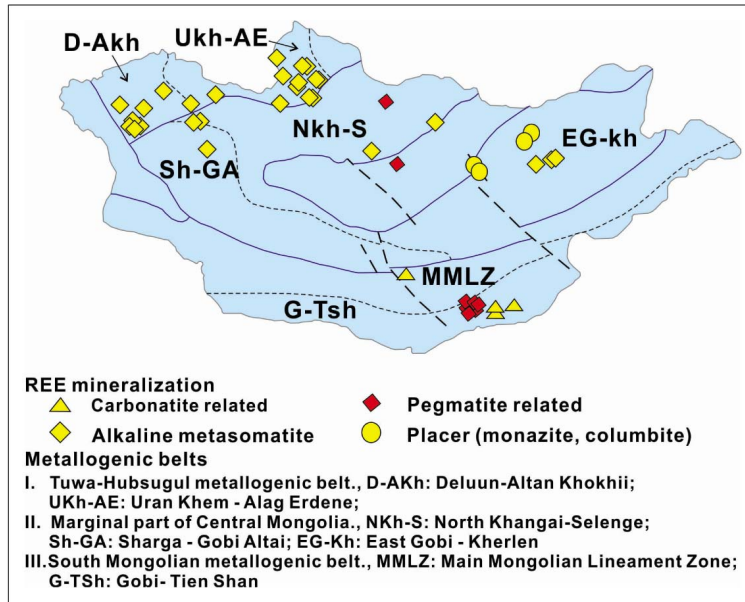 D-Akh
Ukh-AE
Nkh-S
EG-kh
Sh-GA
MMLZ
G-Tsh
REE mineralization
Carbonatite related
Pegmatite related
Alkaline metasomatite
Placer (monazite, columbite)
Metallogenic belts
I. Tuwa-Hubsugul metallogenic belt., D-AKh: Deluun-Altan Khokhii;
UKh-AE: Uran Khem - Alag Erdene;
II. Marginal part of Central Mongolia., NKh-S: North Khangai-Selenge;
Sh-GA: Sharga - Gobi Altai; EG-Kh: East Gobi - Kherlen
III.South Mongolian metallogenic belt., MMLZ: Main Mongolian Lineament Zone;
G-TSh: Gobi- Tien Shan